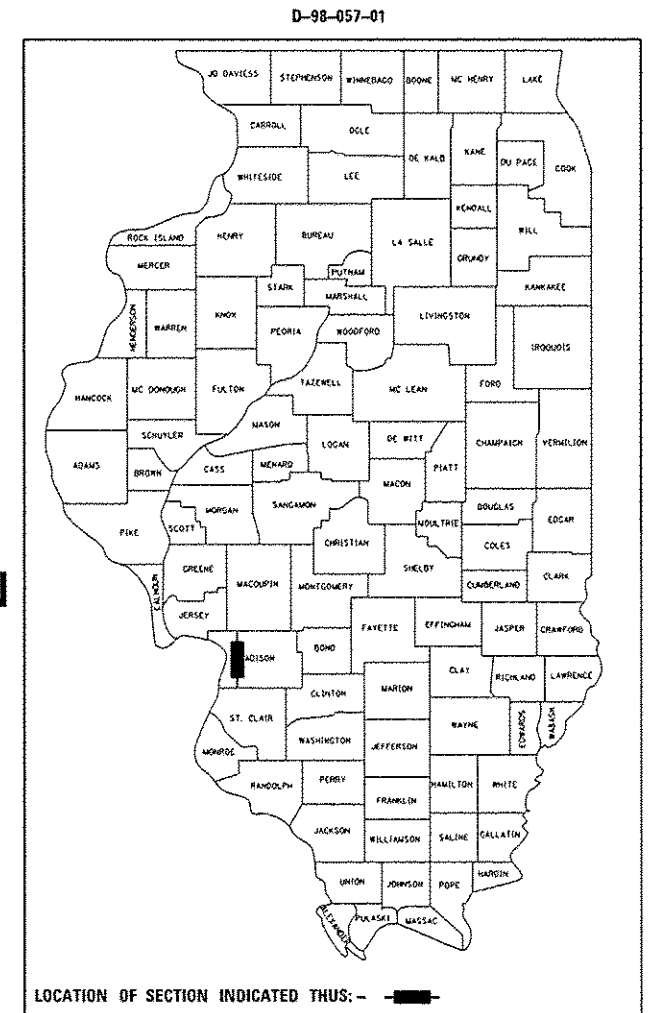 D-98-057-01
JO DAVIESS STEPHENSON WINNEBAGO BOONE MC HENRY LAKE
CARROLL OGLE DE KALB KANE DU PAGE COOK
WHITESIDE LEE
KENDALL WILL
ROCK ISLAND HENRY BUREAU LA SALLE GRUNDY
MERCER PUTNAM KANKAKEE
STARK MARSHALL
HENDERSON WARREN KNOX PEORIA WOODFORD LIVINGSTON IROQUOIS
HANCOCK MC DONOUGH FULTON TAZEWELL MC LEAN FORD
SCHUYLER MASON LOGAN DE WITT CHAMPAIGN VERMILION
ADAMS BROWN CASS MENARD MACON PIATT
PIKE SCOTT MORGAN SANGAMON CHRISTIAN MOULTRIE DOUGLAS EDGAR
COLES
CALHOUN GREENE MACOUPIN MONTGOMERY SHELBY CUMBERLAND CLARK
JERSEY FAYETTE EFFINGHAM JASPER CRAWFORD
ADISON BOND
CLAY RICHLAND LAWRENCE
CLINTON MARION
ST. CLAIR WAYNE EDWARDS WABASH
MONROE WASHINGTON JEFFERSON
RANDOLPH PERRY HAMILTON WHITE
FRANKLIN
JACKSON WILLIAMSON SALINE GALLATIN
UNION JOHNSON POPE HARDIN
ALEXANDER PULASKI MASSAC
LOCATION OF SECTION INDICATED THUS: –